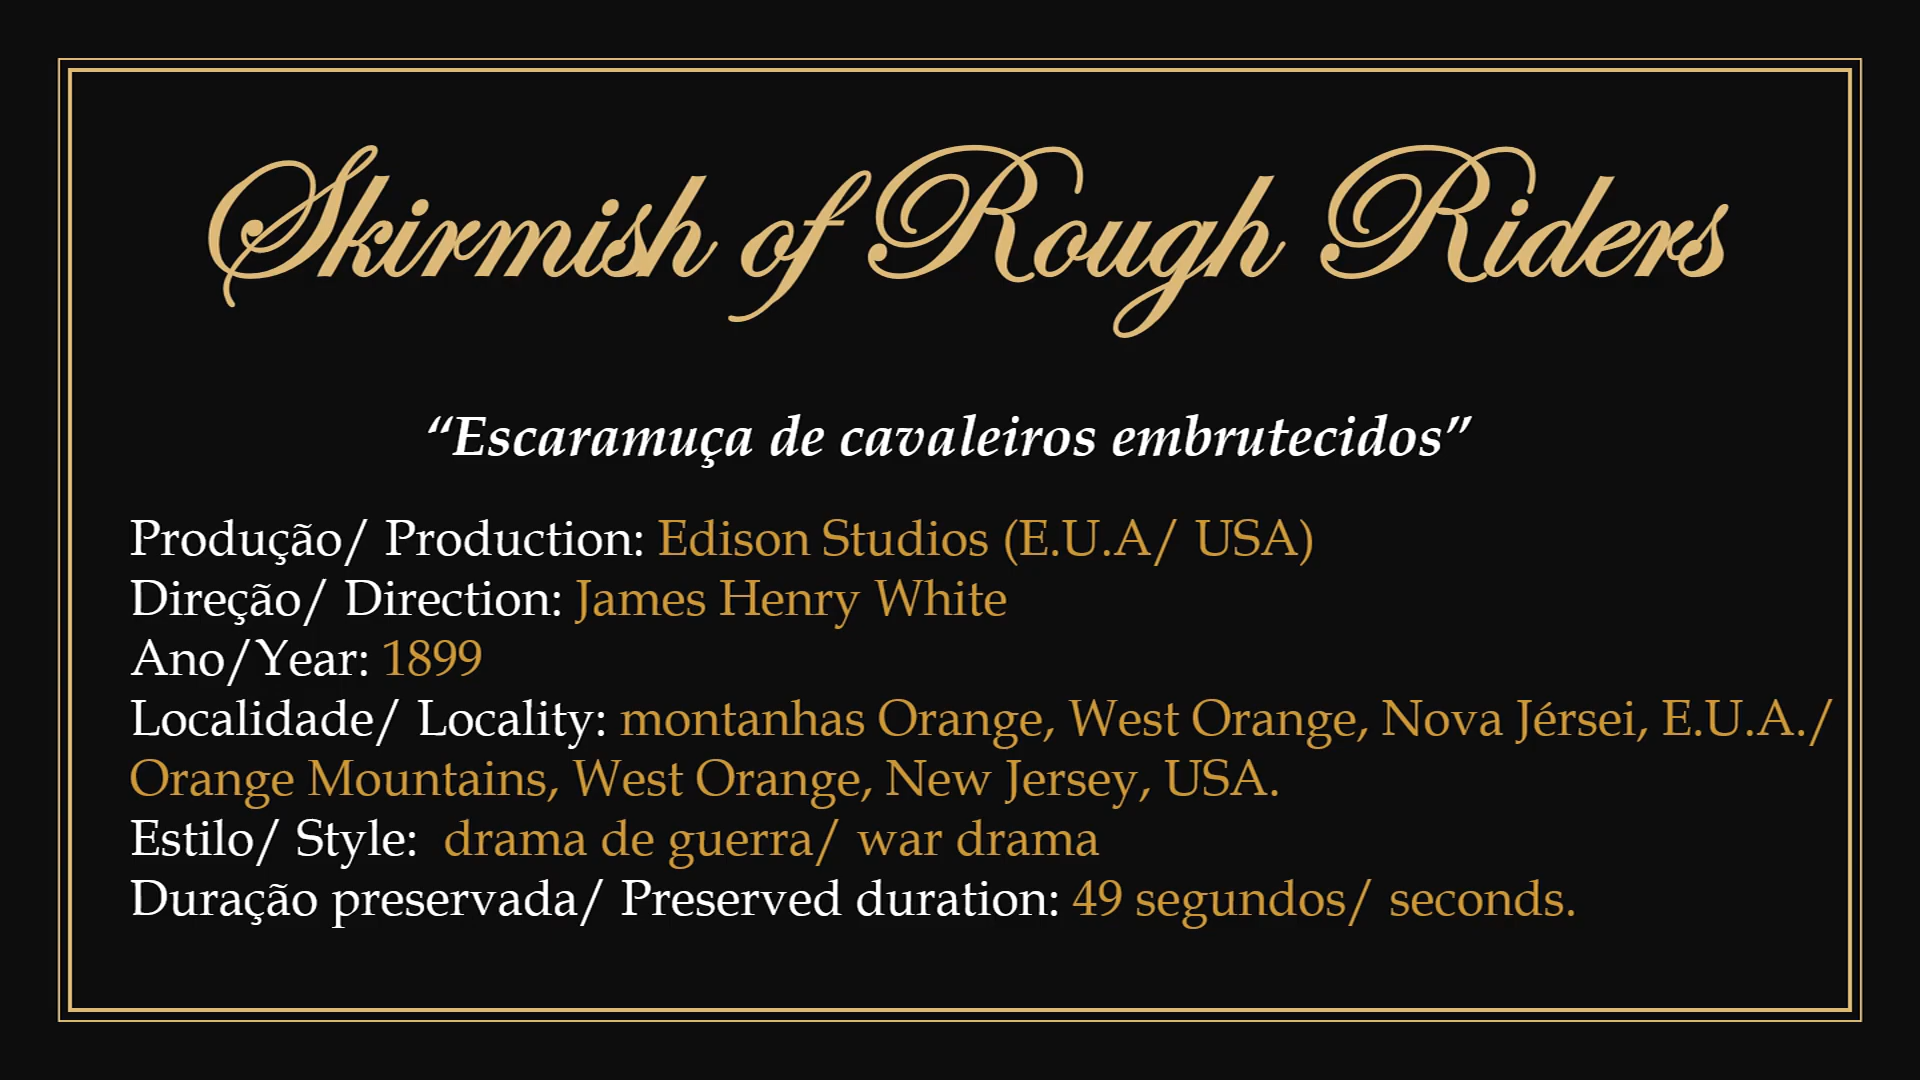 Skirmish of Rough Riders
“Escaramuça de cavaleiros embrutecidos”
Produção/ Production: Edison Studios (E.U.A/ USA)
Direção/ Direction: James Henry White
Ano/Year: 1899
Localidade/ Locality: montanhas Orange, West Orange, Nova Jérsei, E.U.A./
Orange Mountains, West Orange, New Jersey, USA.
Estilo/ Style: drama de guerra/ war drama
Duração preservada/ Preserved duration: 49 segundos/ seconds.